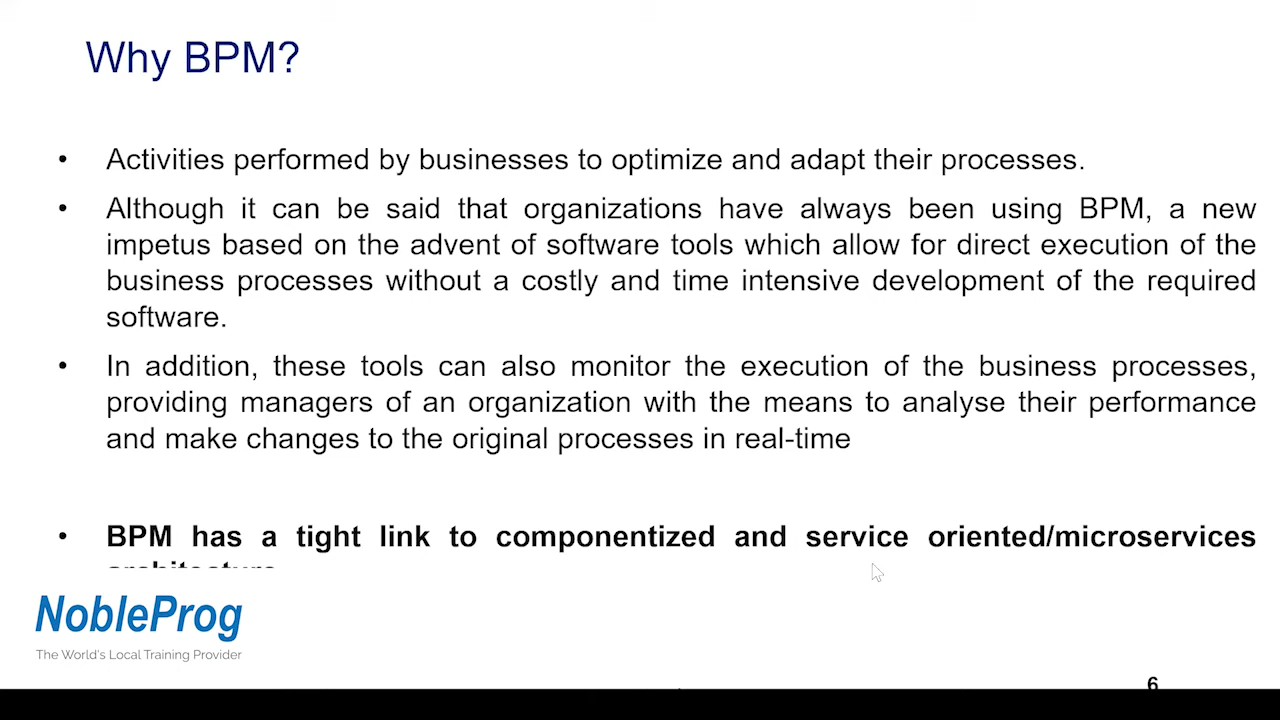 Why BPM?
• Activities performed by businesses to optimize and adapt their processes.
• Although it can be said that organizations have always been using BPM, a new
impetus based on the advent of software tools which allow for direct execution of the
business processes without a costly and time intensive development of the required
software.
• In addition, these tools can also monitor the execution of the business processes,
providing managers of an organization with the means to analyse their performance
and make changes to the original processes in real-time
• BPM has a tight link to componentized and service oriented/microservices
architecture
NobleProg
The World's Local Training Provider
6